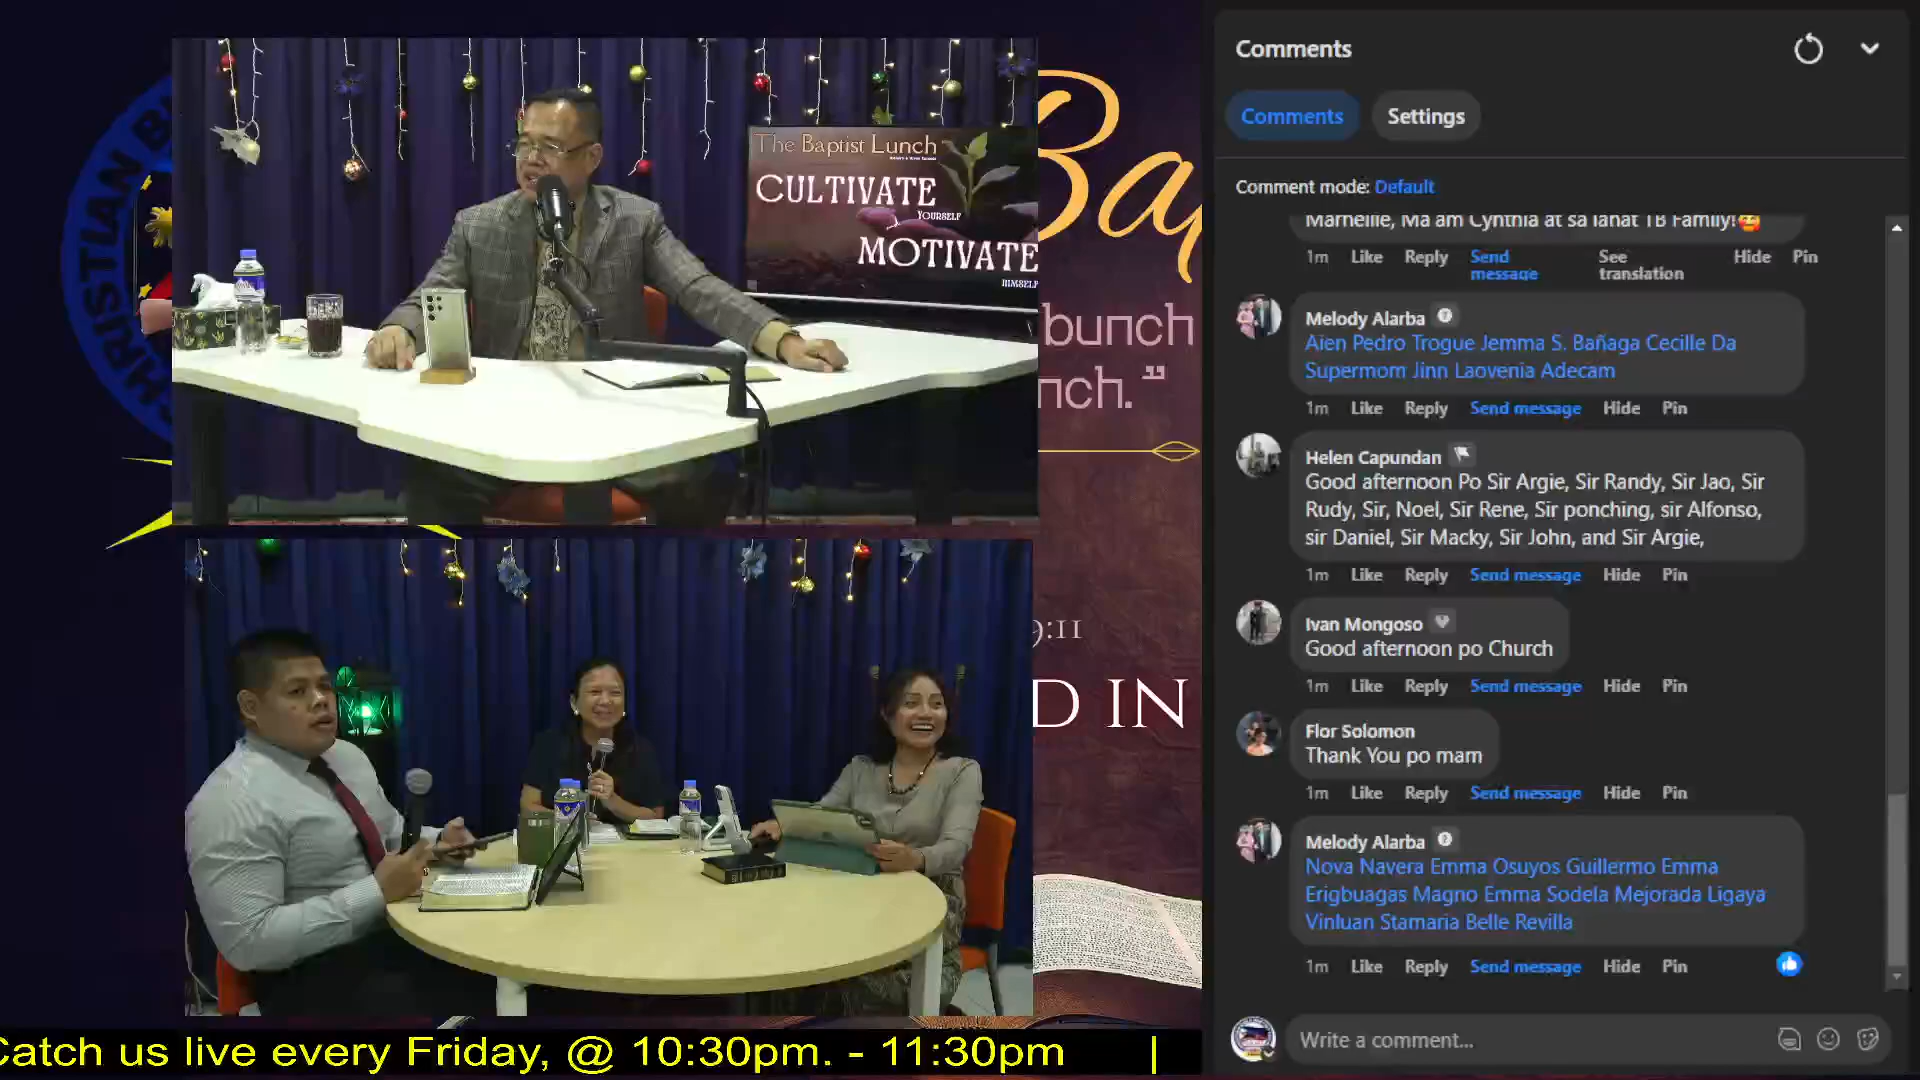 CHRISTIAN BA
The Baptist Lunch
CULTIVATE
YOURSELF
MOTIVATE
HIMSELF
Ba
bunch
nch.”
9:11
D IN
Catch us live every Friday, @ 10:30pm. - 11:30pm |
Comments
Comments Settings
Comment mode: Default
Marneille, Ma am Cynthia at sa lahat TB Family!🥰
1m Like Reply Send message See translation Hide Pin
Melody Alarba
Aien Pedro Trogue Jemma S. Bañaga Cecille Da
Supermom Jinn Laovenia Adecam
1m Like Reply Send message Hide Pin
Helen Capundan
Good afternoon Po Sir Argie, Sir Randy, Sir Jao, Sir
Rudy, Sir, Noel, Sir Rene, Sir ponching, sir Alfonso,
sir Daniel, Sir Macky, Sir John, and Sir Argie,
1m Like Reply Send message Hide Pin
Ivan Mongoso
Good afternoon po Church
1m Like Reply Send message Hide Pin
Flor Solomon
Thank You po mam
1m Like Reply Send message Hide Pin
Melody Alarba
Nova Navera Emma Osuyos Guillermo Emma
Erigbuagas Magno Emma Sodela Mejorada Ligaya
Vinluan Stamaria Belle Revilla
1m Like Reply Send message Hide Pin
Write a comment...